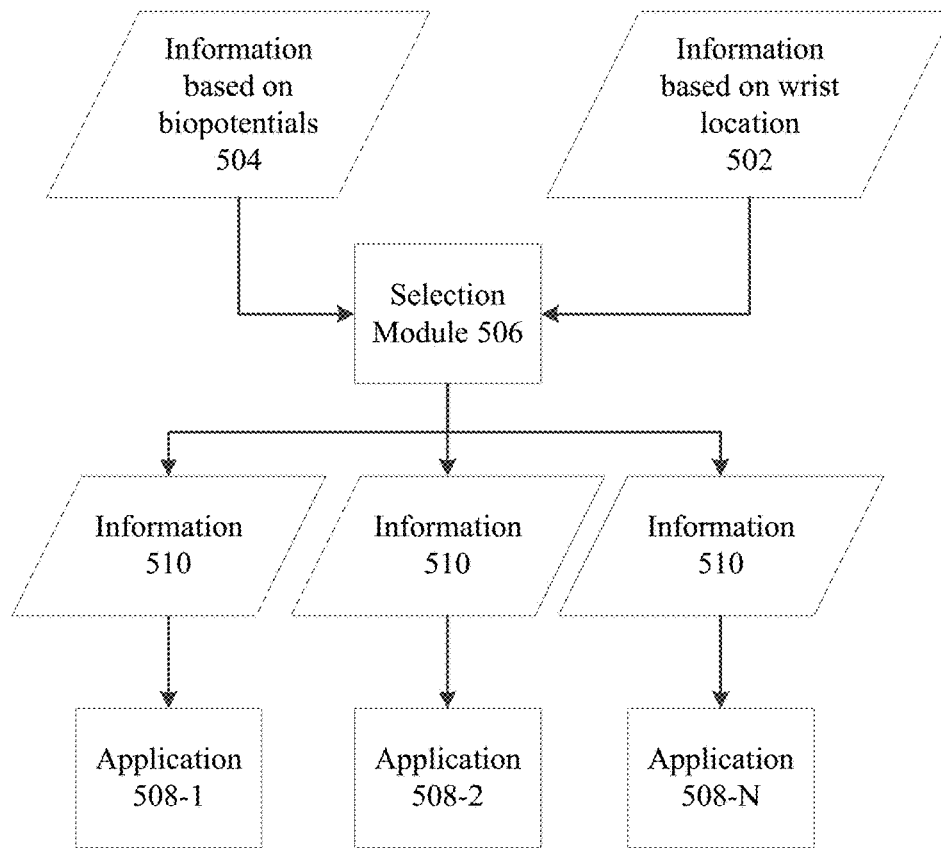 Information
based on
biopotentials
504
Information
based on wrist
location
502
Selection
Module 506
Information
510
Information
510
Information
510
Application
508-1
Application
508-2
Application
508-N